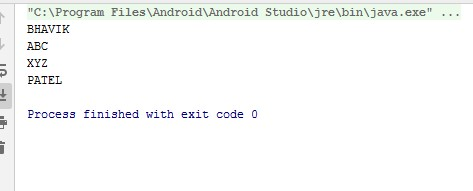 "C:\Program Files\Android\Android Studio\jre\bin\java.exe" ...
BHAVIK
ABC
XYZ
PATEL
Process finished with exit code 0